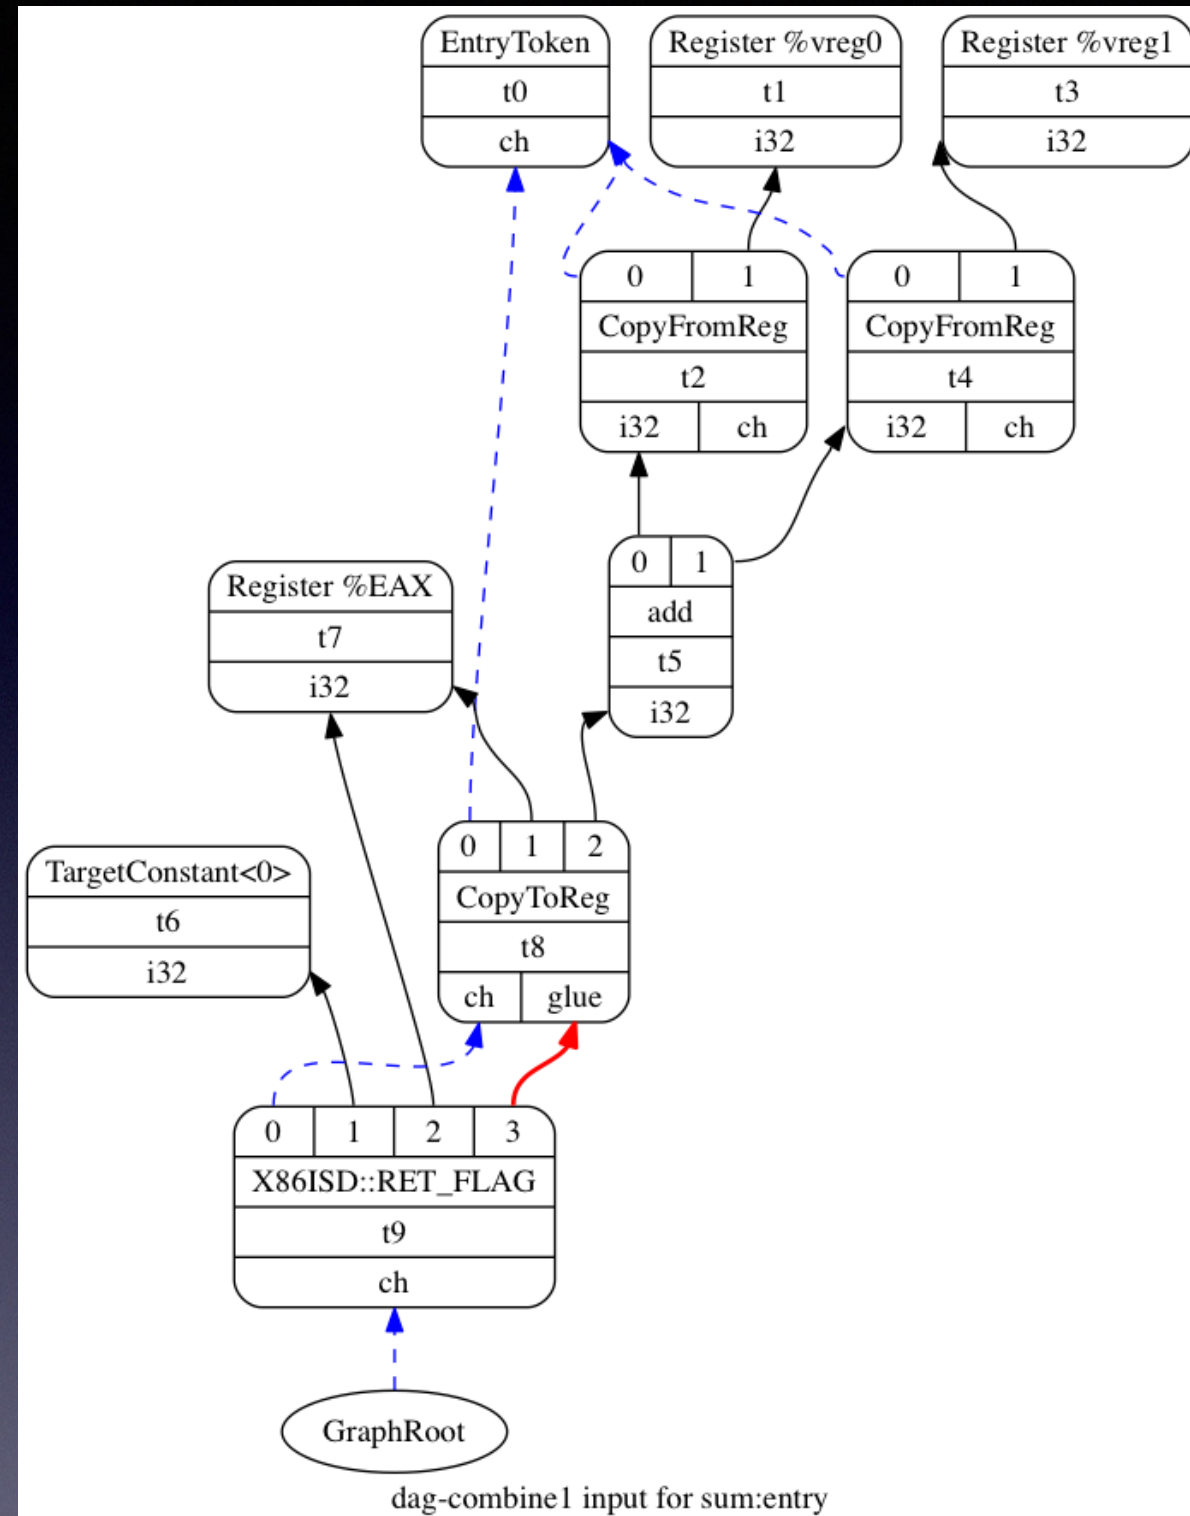 EntryToken
t0
ch
Register %vreg0
t1
i32
Register %vreg1
t3
i32
0 1
CopyFromReg
t2
i32 ch
0 1
CopyFromReg
t4
i32 ch
0 1
add
t5
i32
Register %EAX
t7
i32
0 1 2
CopyToReg
t8
ch glue
TargetConstant<0>
t6
i32
0 1 2 3
X86ISD::RET_FLAG
t9
ch
GraphRoot
dag-combine1 input for sum:entry